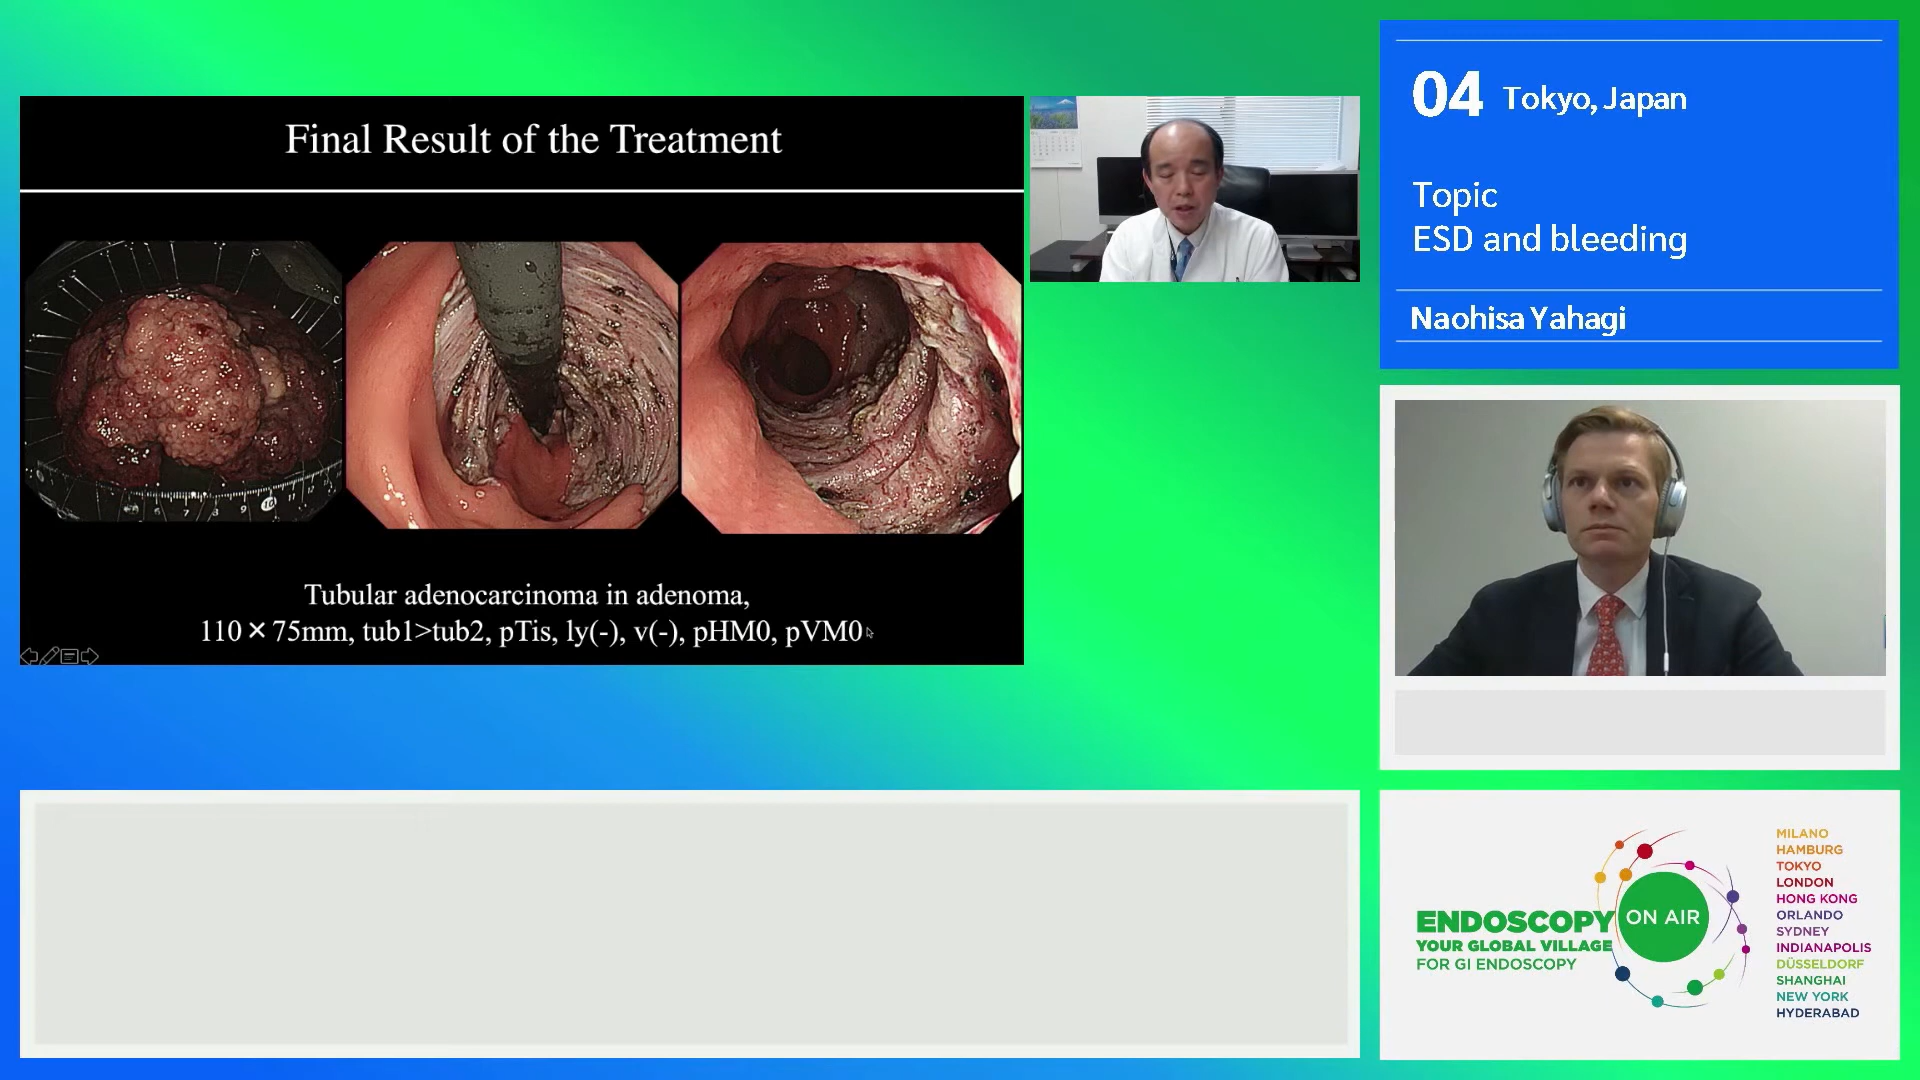 Final Result of the Treatment
Tubular adenocarcinoma in adenoma,
110×75mm, tub1>tub2, pTis, ly(-), v(-), pHM0, pVM0
04 Tokyo, Japan
Topic
ESD and bleeding
Naohisa Yahagi
ENDOSCOPY ON AIR
YOUR GLOBAL VILLAGE
FOR GI ENDOSCOPY
MILANO
HAMBURG
TOKYO
LONDON
HONG KONG
ORLANDO
SYDNEY
INDIANAPOLIS
DÜSSELDORF
SHANGHAI
NEW YORK
HYDERABAD